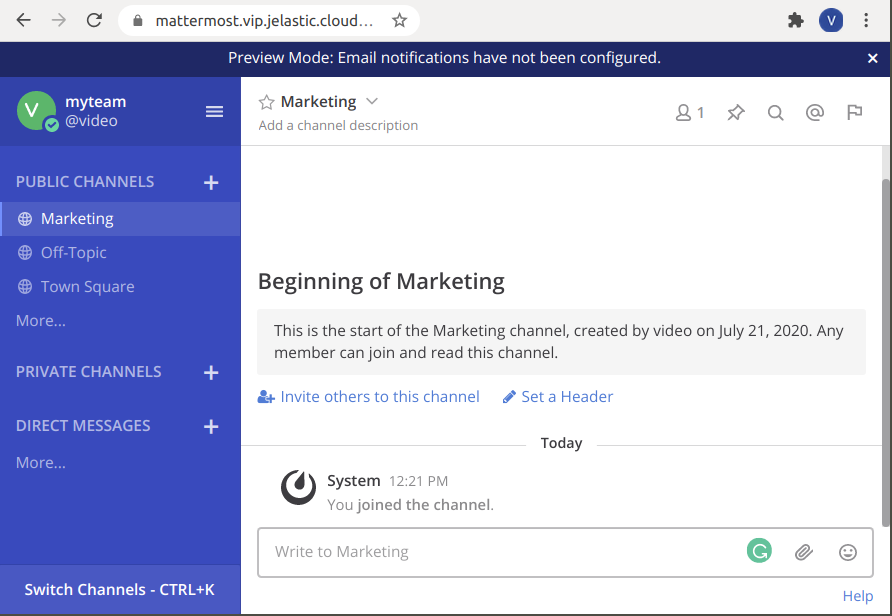 mattermost.vip.jelastic.cloud...
V
Preview Mode: Email notifications have not been configured.
×
V
myteam
@video
PUBLIC CHANNELS
+
Marketing
Off-Topic
Town Square
More...
PRIVATE CHANNELS
+
DIRECT MESSAGES
+
More...
Switch Channels - CTRL+K
Marketing
Add a channel description
1
@
Beginning of Marketing
This is the start of the Marketing channel, created by video on July 21, 2020. Any
member can join and read this channel.
Invite others to this channel
Set a Header
Today
System 12:21 PM
You joined the channel.
Write to Marketing
G
Help